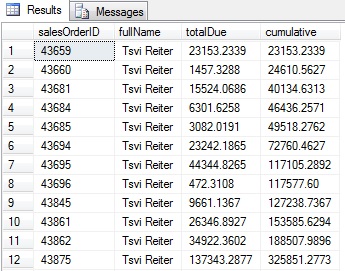 Results Messages
salesOrderID fullName totalDue cumulative
1 43659 Tsvi Reiter 23153.2339 23153.2339
2 43660 Tsvi Reiter 1457.3288 24610.5627
3 43681 Tsvi Reiter 15524.0686 40134.6313
4 43684 Tsvi Reiter 6301.6258 46436.2571
5 43685 Tsvi Reiter 3082.0191 49518.2762
6 43694 Tsvi Reiter 23242.1865 72760.4627
7 43695 Tsvi Reiter 44344.8265 117105.2892
8 43696 Tsvi Reiter 472.3108 117577.60
9 43845 Tsvi Reiter 9661.1367 127238.7367
10 43861 Tsvi Reiter 26346.8927 153585.6294
11 43862 Tsvi Reiter 34922.3602 188507.9896
12 43875 Tsvi Reiter 137343.2877 325851.2773